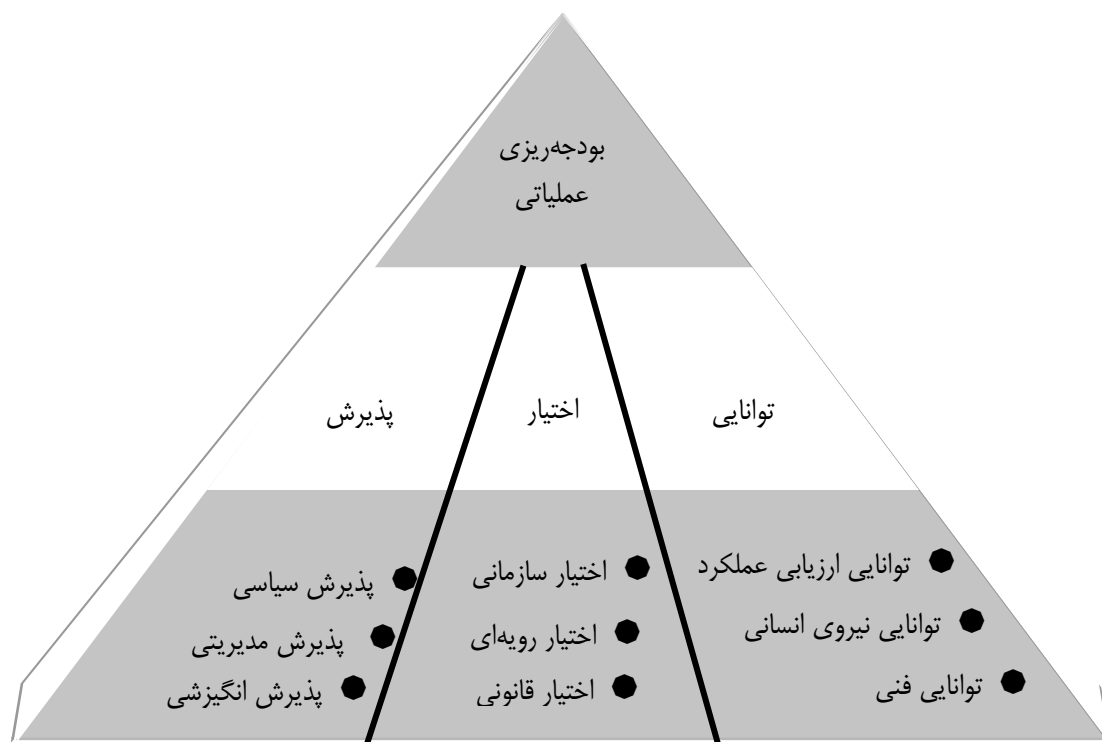 بودجه‌ریزی
عملیاتی
توانایی
اختیار
پذیرش
● توانایی ارزیابی عملکرد
● توانایی نیروی انسانی
● توانایی فنی
● اختیار سازمانی
● اختیار رویه‌ای
● اختیار قانونی
● پذیرش سیاسی
● پذیرش مدیریتی
● پذیرش انگیزشی